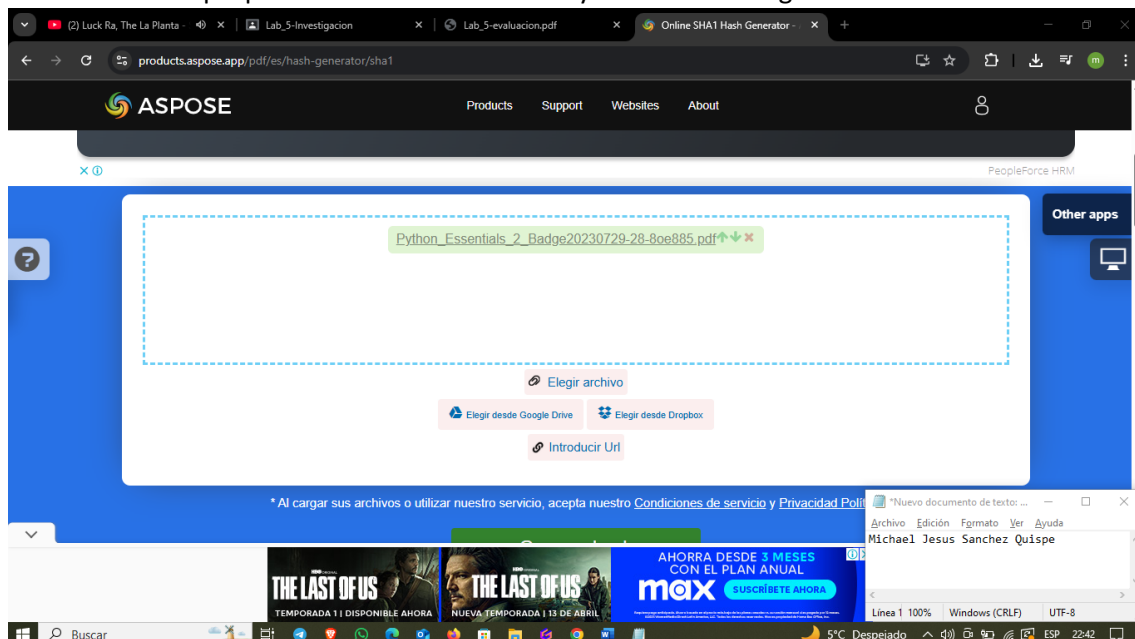 (2) Luck Ra, The La Planta -
Lab_5-Investigacion
Lab_5-evaluacion.pdf
Online SHA1 Hash Generator -
products.aspose.app/pdf/es/hash-generator/sha1
m
ASPOSE
Products
Support
Websites
About
PeopleForce HRM
Other apps
Python_Essentials_2_Badge20230729-28-8oe885.pdf
Elegir archivo
Elegir desde Google Drive
Elegir desde Dropbox
Introducir Url
* Al cargar sus archivos o utilizar nuestro servicio, acepta nuestro Condiciones de servicio y Privacidad Polít
*Nuevo documento de texto: ...
Archivo Edición Formato Ver Ayuda
Michael Jesus Sanchez Quispe
Línea 1 100% Windows (CRLF) UTF-8
THE LAST OF US
TEMPORADA 1 | DISPONIBLE AHORA
THE LAST OF US
NUEVA TEMPORADA | 13 DE ABRIL
AHORRA DESDE 3 MESES
CON EL PLAN ANUAL
max
SUSCRÍBETE AHORA
Buscar
5°C Despejado
ESP
22:42